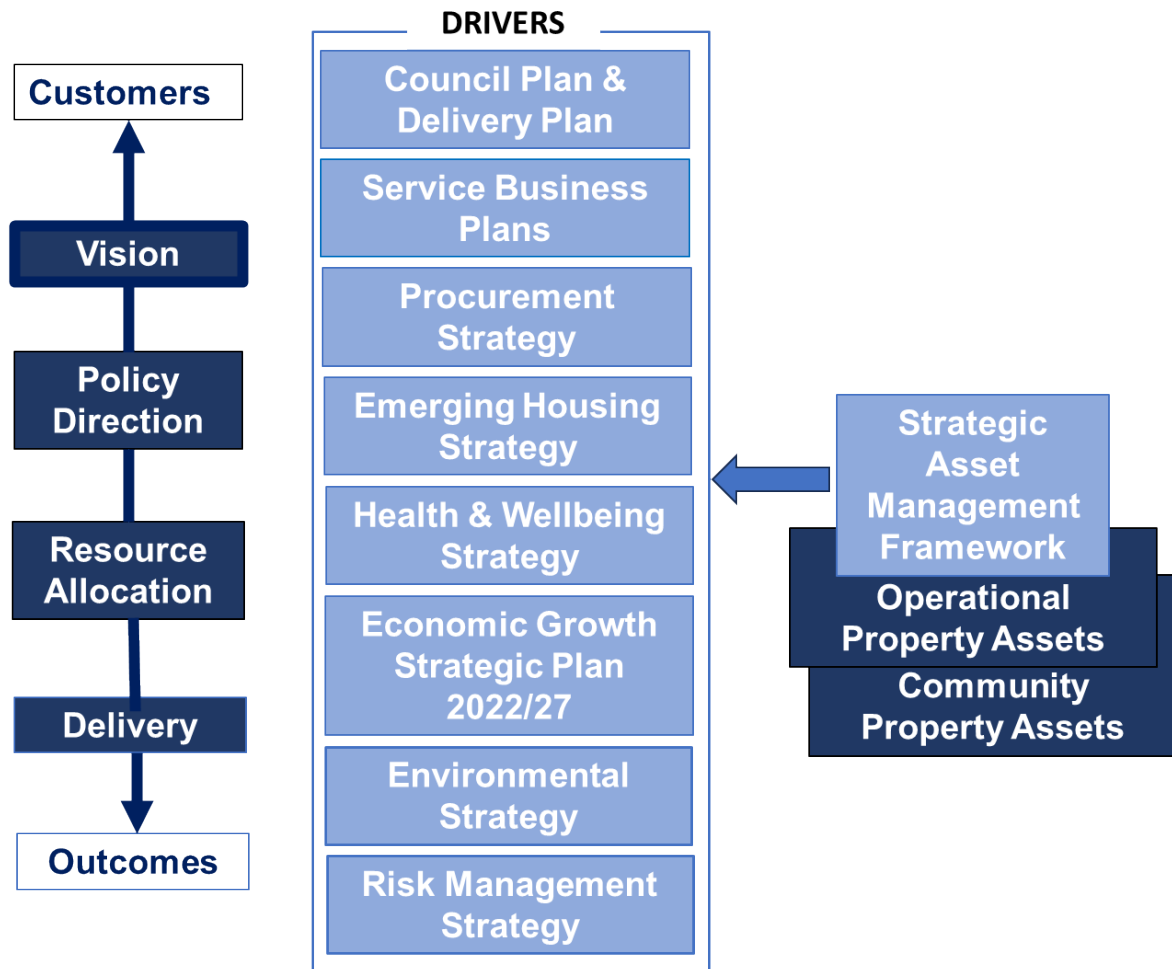 DRIVERS
Customers
Vision
Policy
Direction
Resource
Allocation
Delivery
Outcomes
Council Plan &
Delivery Plan
Service Business
Plans
Procurement
Strategy
Emerging Housing
Strategy
Health & Wellbeing
Strategy
Economic Growth
Strategic Plan
2022/27
Environmental
Strategy
Risk Management
Strategy
Strategic
Asset
Management
Framework
Operational
Property Assets
Community
Property Assets